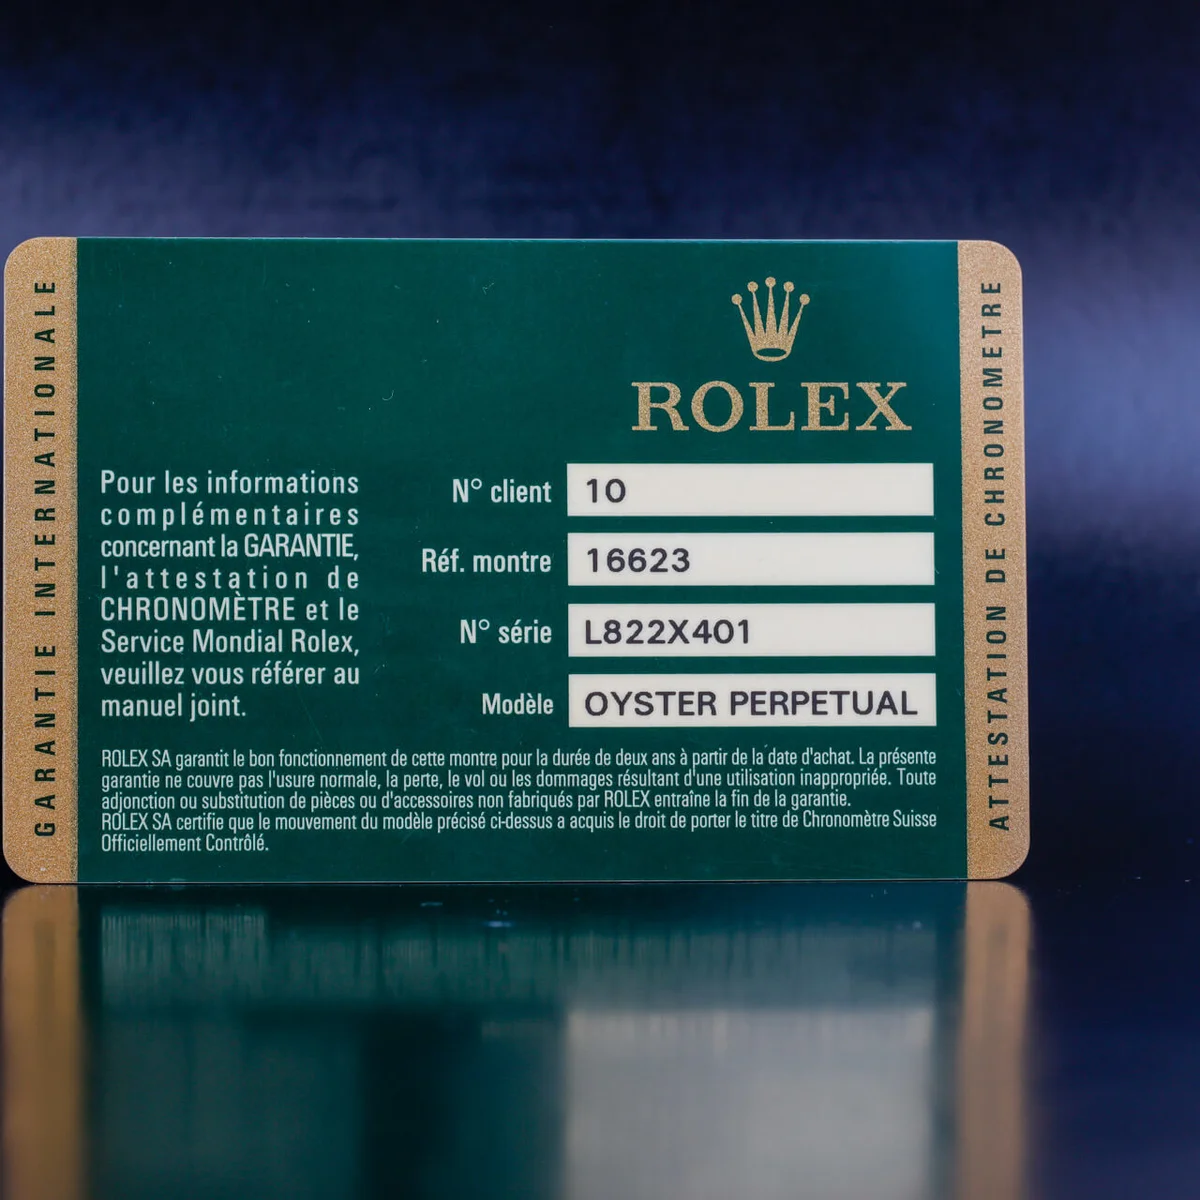 GARANTIE INTERNATIONALE
ROLEX
Pour les informations
complémentaires
concernant la GARANTIE,
l'attestation de
CHRONOMÈTRE et le
Service Mondial Rolex,
veuillez vous référer au
manuel joint.
N° client 10
Réf. montre 16623
N° série L822X401
Modèle OYSTER PERPETUAL
ROLEX SA garantit le bon fonctionnement de cette montre pour la durée de deux ans à partir de la date d'achat. La présente
garantie ne couvre pas l'usure normale, la perte, le vol ou les dommages résultant d'une utilisation inappropriée. Toute
adjonction ou substitution de pièces ou d'accessoires non fabriqués par ROLEX entraîne la fin de la garantie.
ROLEX SA certifie que le mouvement du modèle précisé ci-dessus a acquis le droit de porter le titre de Chronomètre Suisse
Officiellement Contrôlé.
ATTESTATION DE CHRONOMETRE